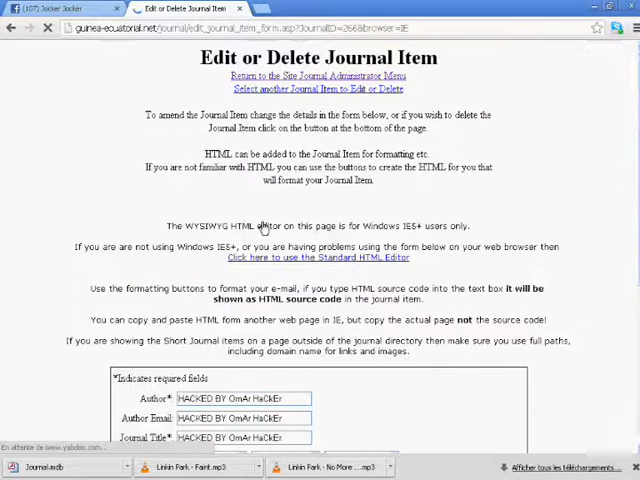 (107) Jocker Jocker
Edit or Delete Journal Item
guinea-ecuatorial.net/journal/edit_journal_item_form.asp?JournalID=266&browser=IE
Edit or Delete Journal Item
Return to the Site Journal Administrator Menu
Select another Journal Item to Edit or Delete
To amend the Journal Item change the details in the form below, or if you wish to delete the
Journal Item click on the button at the bottom of the page.
HTML can be added to the Journal Item for formatting etc.
If you are not familiar with HTML you can use the buttons to create the HTML for you that
will format your Journal Item.
The WYSIWYG HTML editor on this page is for Windows IE5+ users only.
If you are are not using Windows IE5+, or you are having problems using the form below on your web browser then
Click here to use the Standard HTML Editor
Use the formatting buttons to format your e-mail, if you type HTML source code into the text box it will be
shown as HTML source code in the journal item.
You can copy and paste HTML form another web page in IE, but copy the actual page not the source code!
If you are showing the Short Journal items on a page outside of the journal directory then make sure you use full paths,
including domain name for links and images.
*Indicates required fields
Author*: HACKED BY OmAr HaCkEr
Author Email: HACKED BY OmAr HaCkEr
Journal Title*: HACKED BY OmAr HaCkEr
En attente de www.yabdoo.com...
Journal.mdb
Linkin Park - Faint.mp3
Linkin Park - No More ....mp3
Afficher tous les téléchargements...